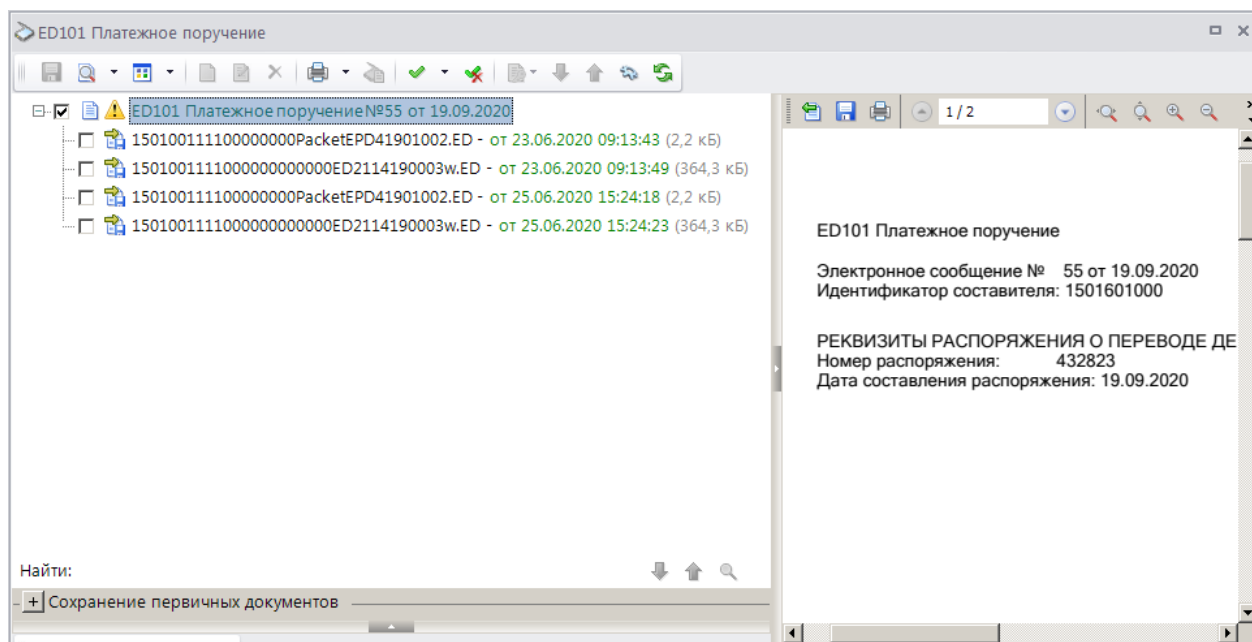 ED101 Платежное поручение
ED101 Платежное поручение №55 от 19.09.2020
150100111100000000PacketEPD41901002.ED - от 23.06.2020 09:13:43 (2,2 кБ)
1501001111000000000000ED2114190003w.ED - от 23.06.2020 09:13:49 (364,3 кБ)
150100111100000000PacketEPD41901002.ED - от 25.06.2020 15:24:18 (2,2 кБ)
1501001111000000000000ED2114190003w.ED - от 25.06.2020 15:24:23 (364,3 кБ)
Найти:
Сохранение первичных документов
1 / 2
ED101 Платежное поручение
Электронное сообщение № 55 от 19.09.2020
Идентификатор составителя: 1501601000
РЕКВИЗИТЫ РАСПОРЯЖЕНИЯ О ПЕРЕВОДЕ ДЕ
Номер распоряжения: 432823
Дата составления распоряжения: 19.09.2020